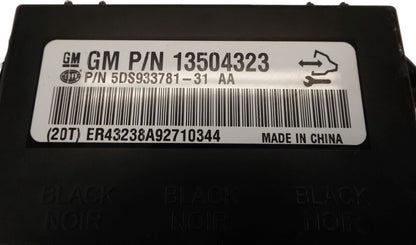 GM GM P/N 13504323
P/N 5DS933781-31 AA
(20T) ER43238A92710344 MADE IN CHINA
BLACK BLACK BLACK
NOIR NOIR NOIR